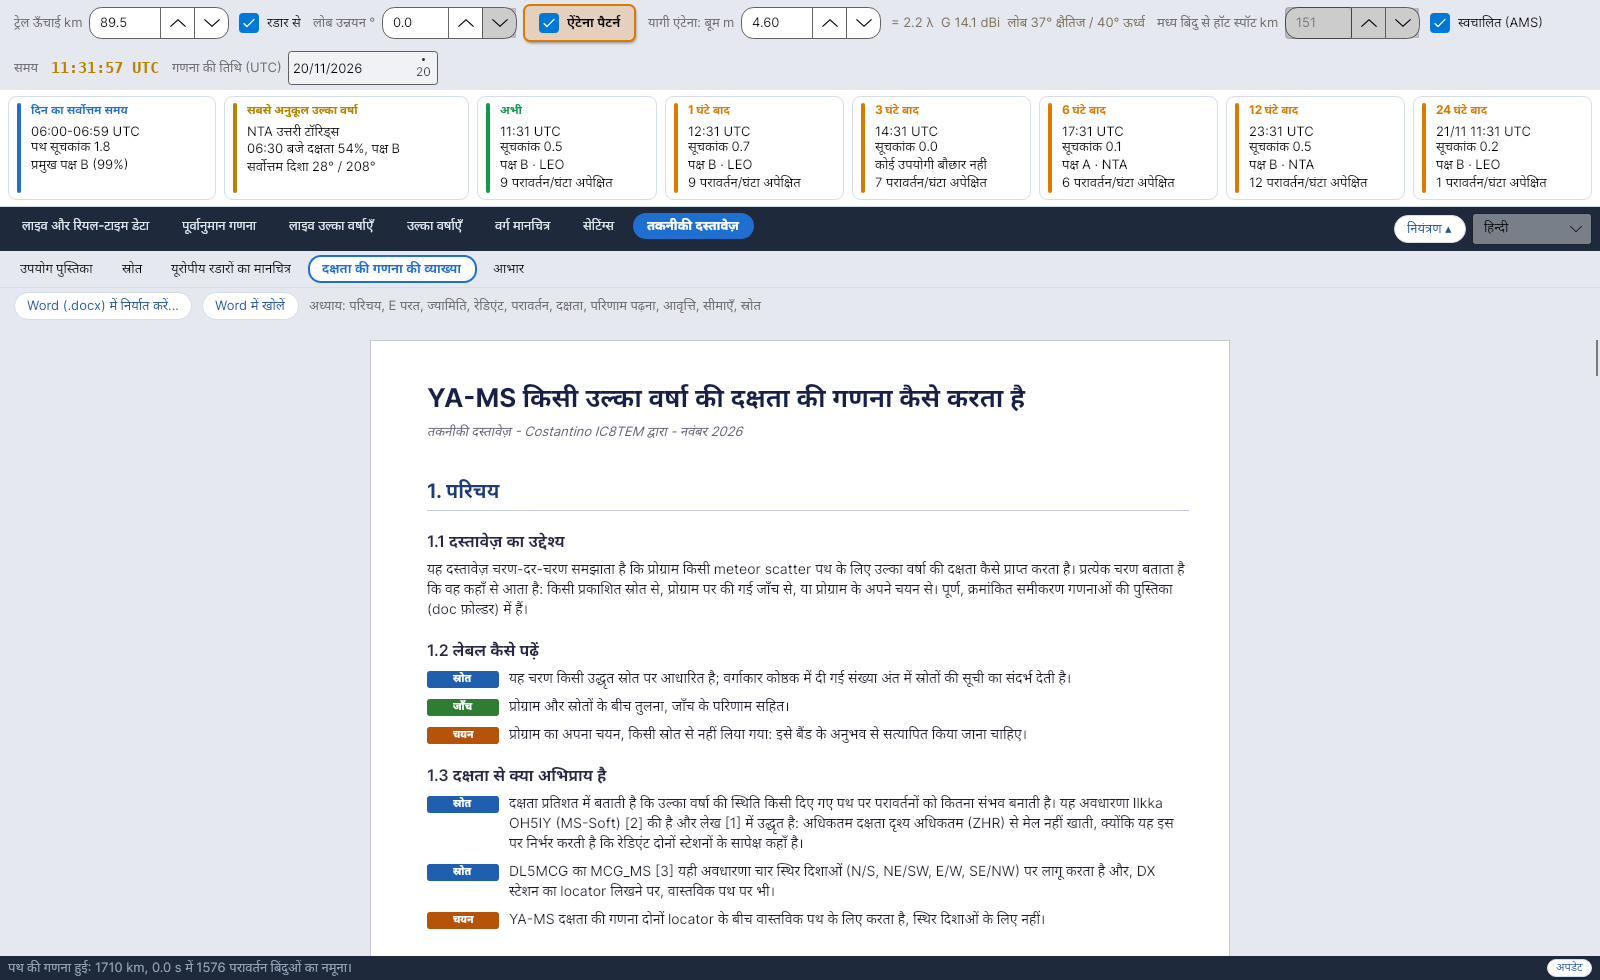 ट्रेल ऊँचाई km 89.5 रडार से लोब उन्नयन ° 0.0 ऐंटेना पैटर्न यागी एंटेना: बूम m 4.60 = 2.2 λ G 14.1 dBi लोब 37° क्षैतिज / 40° ऊर्ध्व मध्य बिंदु से हॉट स्पॉट km 151 स्वचालित (AMS)
समय 11:31:57 UTC गणना की तिथि (UTC) 20/11/2026 20
दिन का सर्वोत्तम समय
06:00-06:59 UTC
पथ सूचकांक 1.8
प्रमुख पक्ष B (99%)
सबसे अनुकूल उल्का वर्षा
NTA उत्तरी टॉरिड्स
06:30 बजे दक्षता 54%, पक्ष B
सर्वोत्तम दिशा 28° / 208°
अभी
11:31 UTC
सूचकांक 0.5
पक्ष B · LEO
9 परावर्तन/घंटा अपेक्षित
1 घंटे बाद
12:31 UTC
सूचकांक 0.7
पक्ष B · LEO
9 परावर्तन/घंटा अपेक्षित
3 घंटे बाद
14:31 UTC
सूचकांक 0.0
कोई उपयोगी बौछार नहीं
7 परावर्तन/घंटा अपेक्षित
6 घंटे बाद
17:31 UTC
सूचकांक 0.1
पक्ष A · NTA
6 परावर्तन/घंटा अपेक्षित
12 घंटे बाद
23:31 UTC
सूचकांक 0.5
पक्ष B · NTA
12 परावर्तन/घंटा अपेक्षित
24 घंटे बाद
21/11 11:31 UTC
सूचकांक 0.2
पक्ष B · LEO
1 परावर्तन/घंटा अपेक्षित
लाइव और रियल-टाइम डेटा पूर्वानुमान गणना लाइव उल्का वर्षाएँ उल्का वर्षाएँ वर्ग मानचित्र सेटिंग्स तकनीकी दस्तावेज़ नियंत्रण ▴ हिन्दी
उपयोग पुस्तिका स्रोत यूरोपीय रडारों का मानचित्र दक्षता की गणना की व्याख्या आभार
Word (.docx) में निर्यात करें... Word में खोलें अध्याय: परिचय, E परत, ज्यामिति, रेडिएंट, परावर्तन, दक्षता, परिणाम पढ़ना, आवृत्ति, सीमाएँ, स्रोत
YA-MS किसी उल्का वर्षा की दक्षता की गणना कैसे करता है
तकनीकी दस्तावेज़ - Costantino IC8TEM द्वारा - नवंबर 2026
1. परिचय
1.1 दस्तावेज़ का उद्देश्य
यह दस्तावेज़ चरण-दर-चरण समझाता है कि प्रोग्राम किसी meteor scatter पथ के लिए उल्का वर्षा की दक्षता कैसे प्राप्त करता है। प्रत्येक चरण बताता है
कि वह कहाँ से आता है: किसी प्रकाशित स्रोत से, प्रोग्राम पर की गई जाँच से, या प्रोग्राम के अपने चयन से। पूर्ण, क्रमांकित समीकरण गणनाओं की पुस्तिका
(doc फ़ोल्डर) में हैं।
1.2 लेबल कैसे पढ़ें
स्रोत यह चरण किसी उद्धृत स्रोत पर आधारित है; वर्गाकार कोष्ठक में दी गई संख्या अंत में स्रोतों की सूची का संदर्भ देती है।
जाँच प्रोग्राम और स्रोतों के बीच तुलना, जाँच के परिणाम सहित।
चयन प्रोग्राम का अपना चयन, किसी स्रोत से नहीं लिया गया: इसे बैंड के अनुभव से सत्यापित किया जाना चाहिए।
1.3 दक्षता से क्या अभिप्राय है
स्रोत दक्षता प्रतिशत में बताती है कि उल्का वर्षा की स्थिति किसी दिए गए पथ पर परावर्तनों को कितना संभव बनाती है। यह अवधारणा Ilkka
OH5IY (MS-Soft) [2] की है और लेख [1] में उद्धृत है: अधिकतम दक्षता दृश्य अधिकतम (ZHR) से मेल नहीं खाती, क्योंकि यह इस
पर निर्भर करती है कि रेडिएंट दोनों स्टेशनों के सापेक्ष कहाँ है।
स्रोत DL5MCG का MCG_MS [3] यही अवधारणा चार स्थिर दिशाओं (N/S, NE/SW, E/W, SE/NW) पर लागू करता है और, DX
स्टेशन का locator लिखने पर, वास्तविक पथ पर भी।
चयन YA-MS दक्षता की गणना दोनों locator के बीच वास्तविक पथ के लिए करता है, स्थिर दिशाओं के लिए नहीं।
पथ की गणना हुई: 1710 km, 0.0 s में 1576 परावर्तन बिंदुओं का नमूना। अपडेट